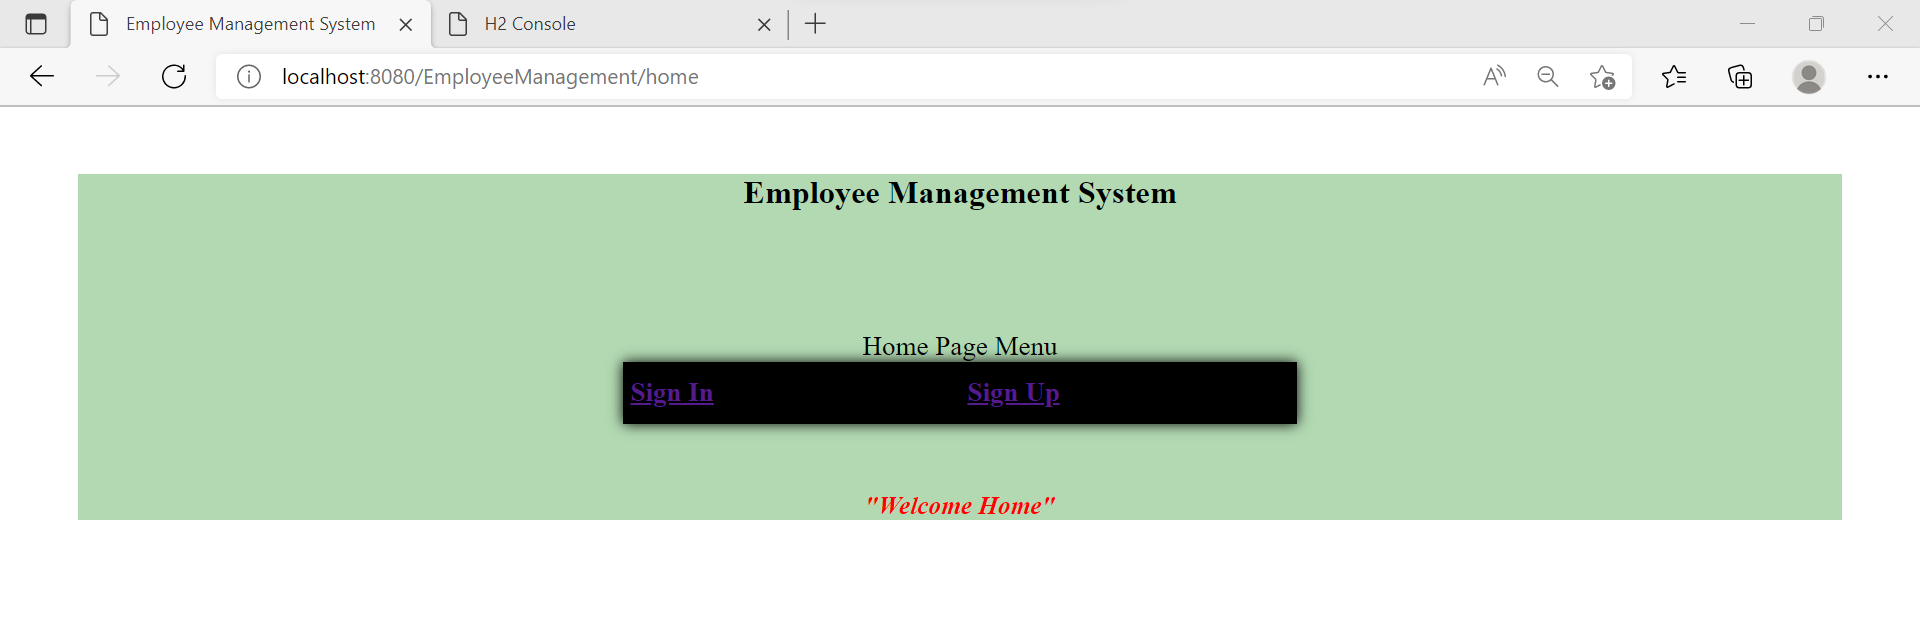 Employee Management System
H2 Console
localhost:8080/EmployeeManagement/home
Employee Management System
Home Page Menu
Sign In Sign Up
"Welcome Home"